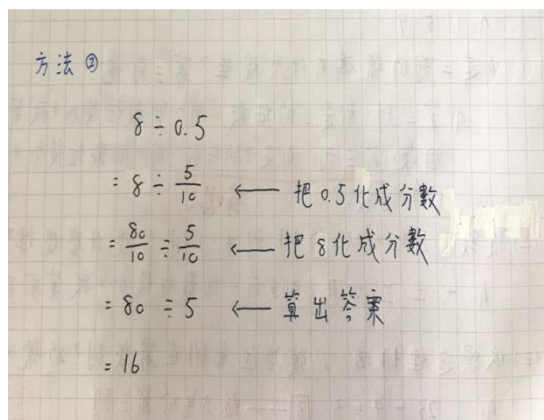 方法②
8 ÷ 0.5
= 8 ÷ 5/10 ← 把0.5化成分數
= 80/10 ÷ 5/10 ← 把8化成分數
= 80 ÷ 5 ← 算出答案
= 16